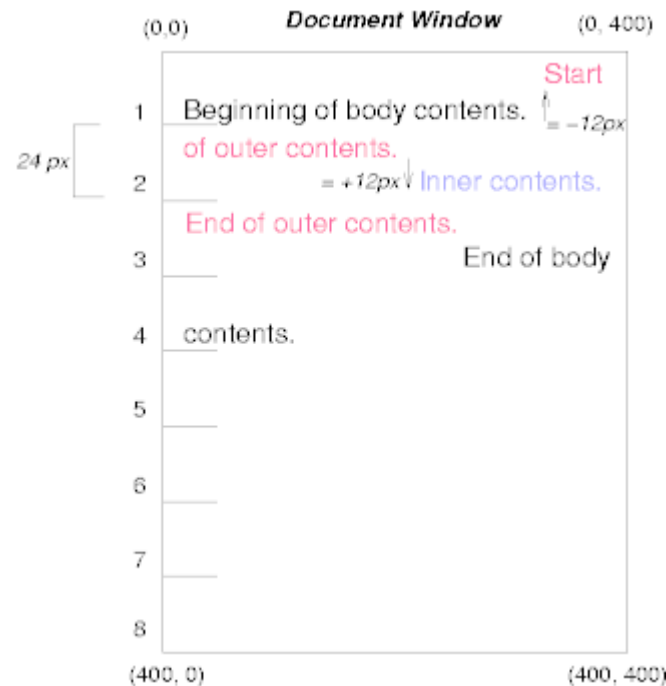 Document Window
(0,0) (0, 400)
Start
1 Beginning of body contents. = −12px
of outer contents.
24 px
2 = +12px Inner contents.
End of outer contents.
3 End of body
4 contents.
5
6
7
8
(400, 0) (400, 400)